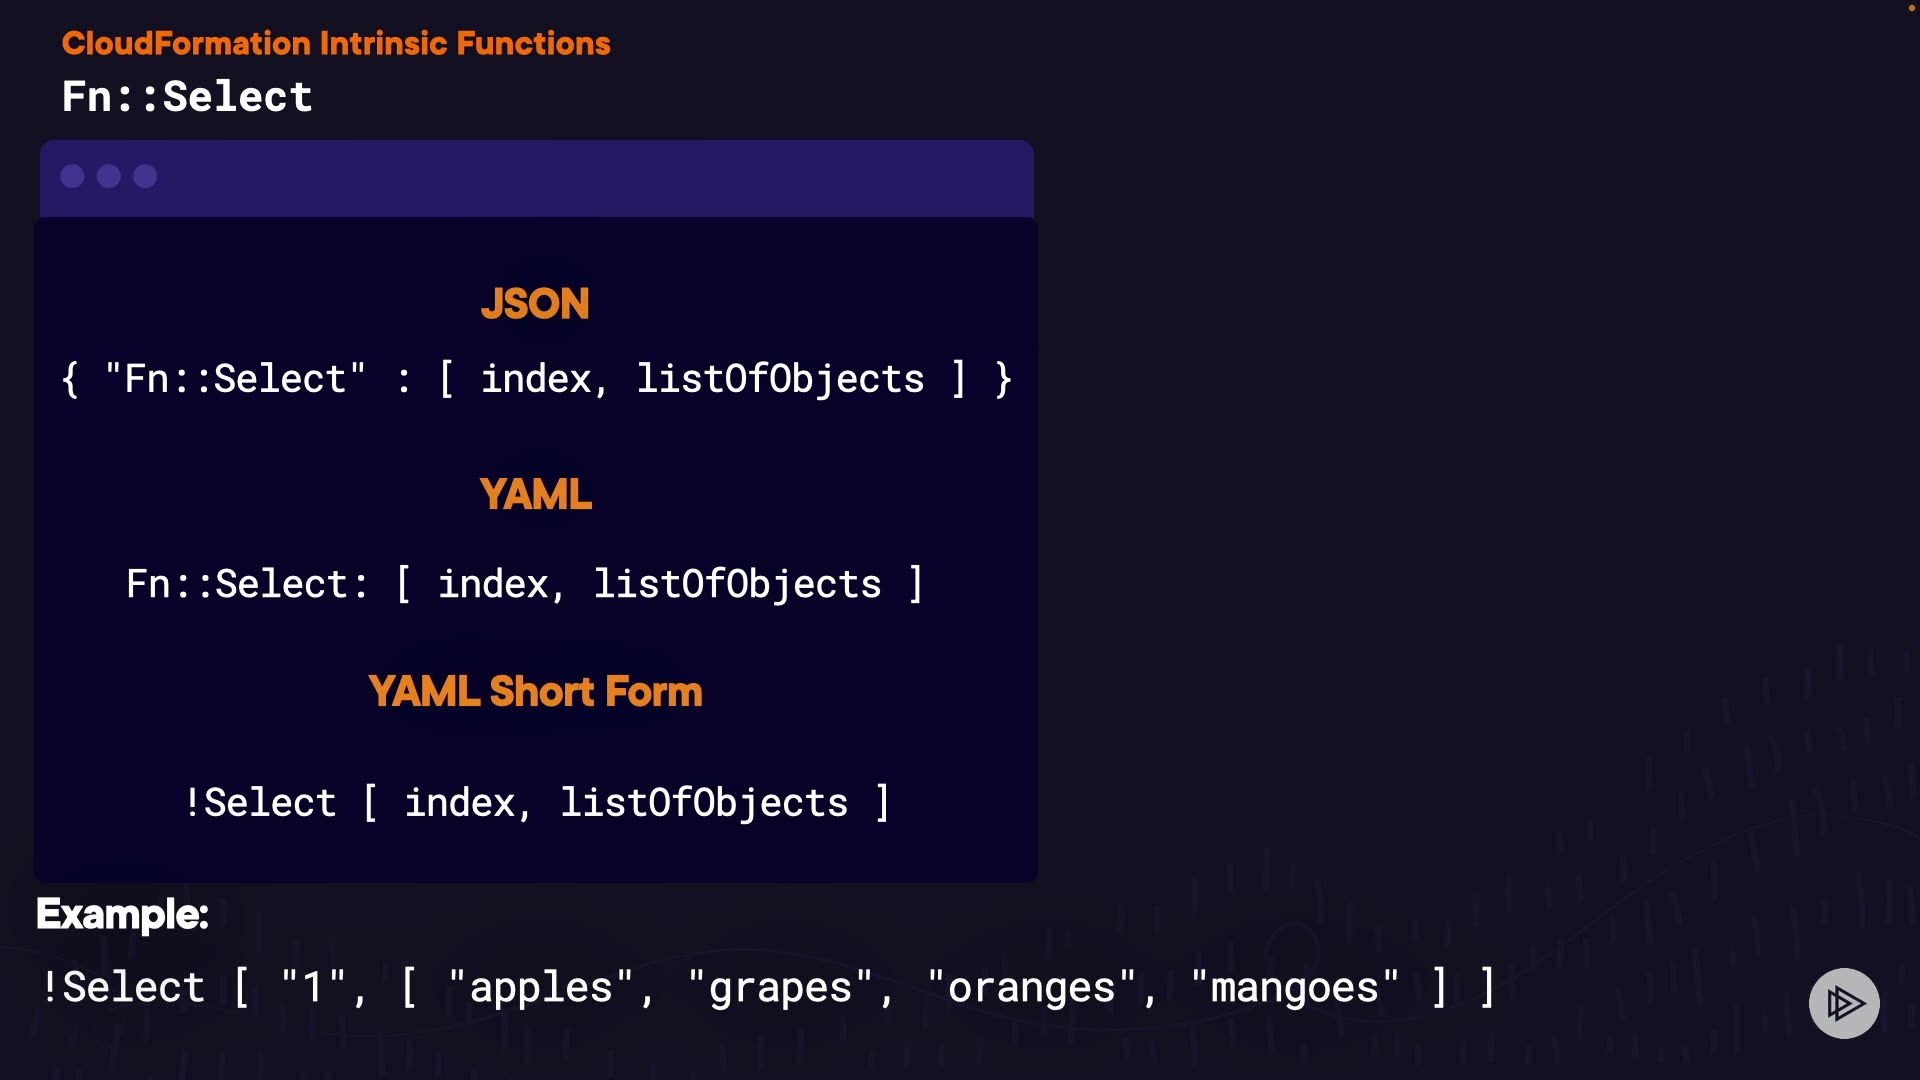 CloudFormation Intrinsic Functions
Fn::Select
JSON
{ "Fn::Select" : [ index, listOfObjects ] }
YAML
Fn::Select: [ index, listOfObjects ]
YAML Short Form
!Select [ index, listOfObjects ]
Example:
!Select [ "1", [ "apples", "grapes", "oranges", "mangoes" ] ]